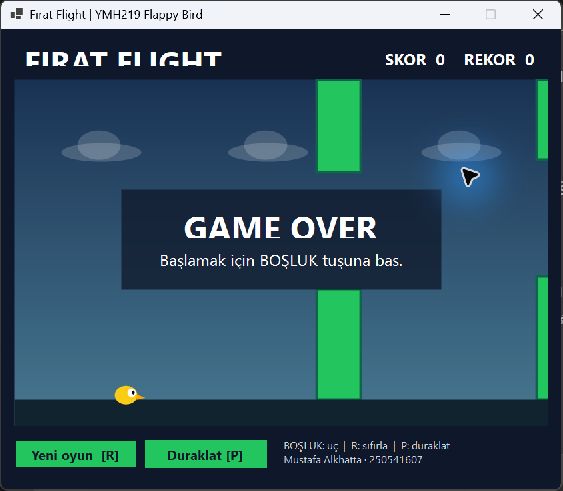 Fırat Flight | YMH219 Flappy Bird
FIRAT FLIGHT
SKOR 0 REKOR 0
GAME OVER
Başlamak için BOŞLUK tuşuna bas.
Yeni oyun [R]
Duraklat [P]
BOŞLUK: uç | R: sıfırla | P: duraklat
Mustafa Alkhatta · 250541607